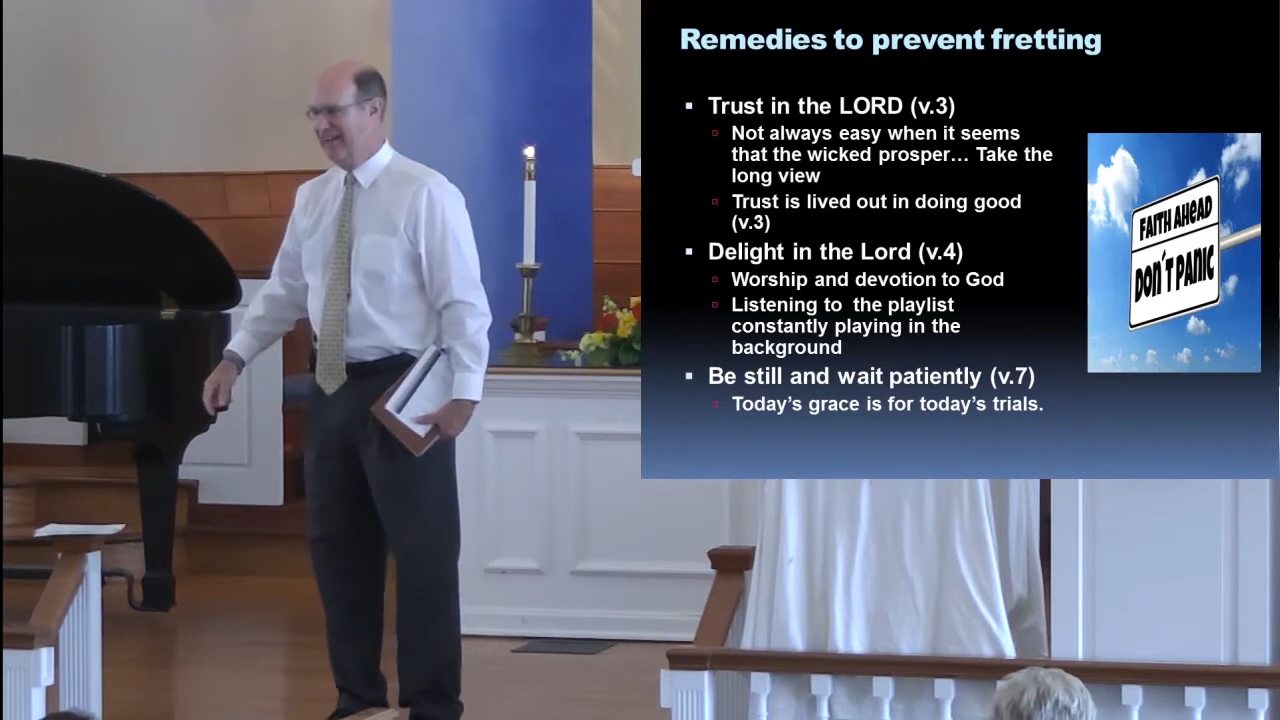 Remedies to prevent fretting
Trust in the LORD (v.3)
Not always easy when it seems
that the wicked prosper… Take the
long view
Trust is lived out in doing good
(v.3)
Delight in the Lord (v.4)
Worship and devotion to God
Listening to  the playlist
constantly playing in the
background
Be still and wait patiently (v.7)
Today’s grace is for today’s trials.
FAITH AHEAD
DON'T PANIC